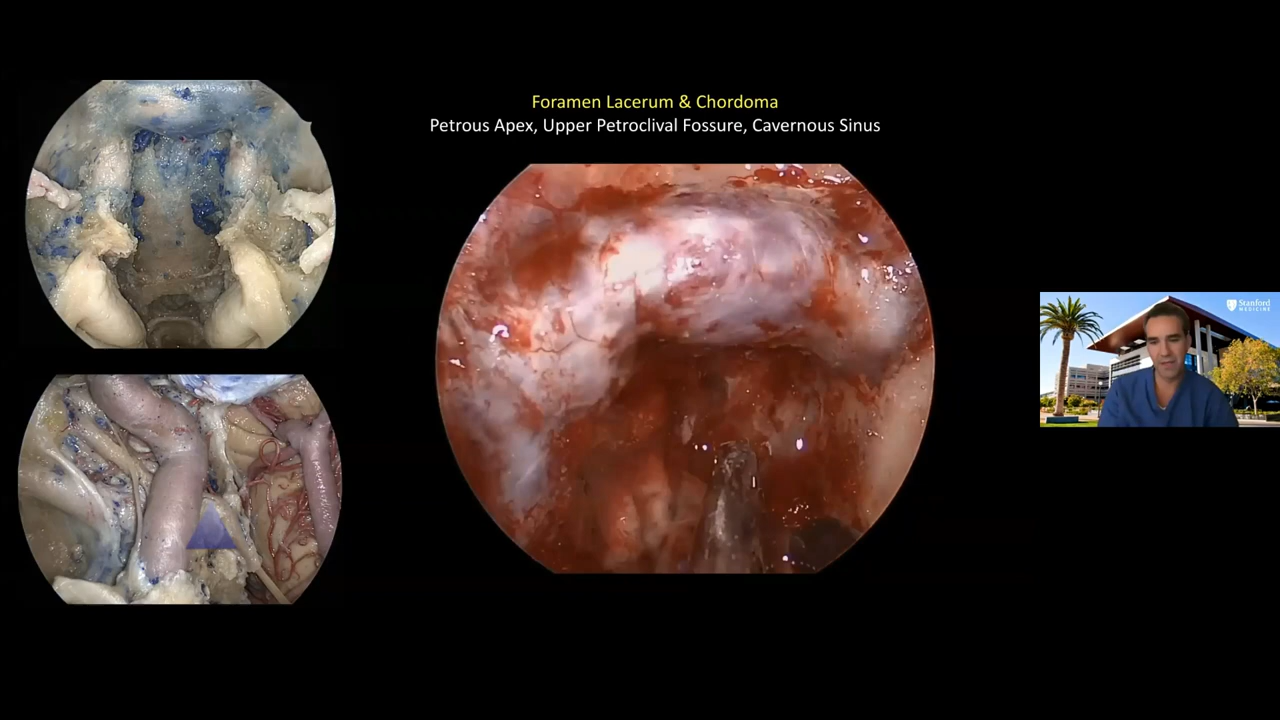 Foramen Lacerum & Chordoma
Petrous Apex, Upper Petroclival Fossure, Cavernous Sinus
Stanford
MEDICINE